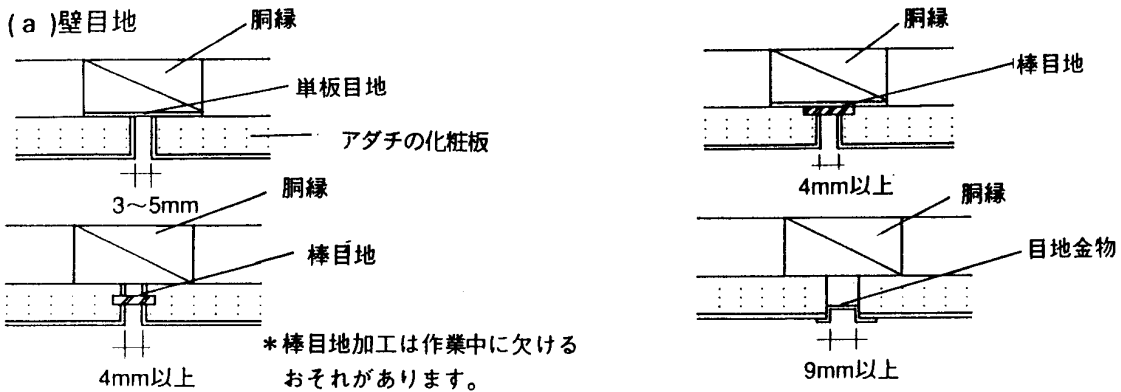 (a)壁目地
胴縁
単板目地
アダチの化粧板
3〜5mm
胴縁
棒目地
4mm以上
胴縁
棒目地
4mm以上
*棒目地加工は作業中に欠ける
おそれがあります。
胴縁
目地金物
9mm以上